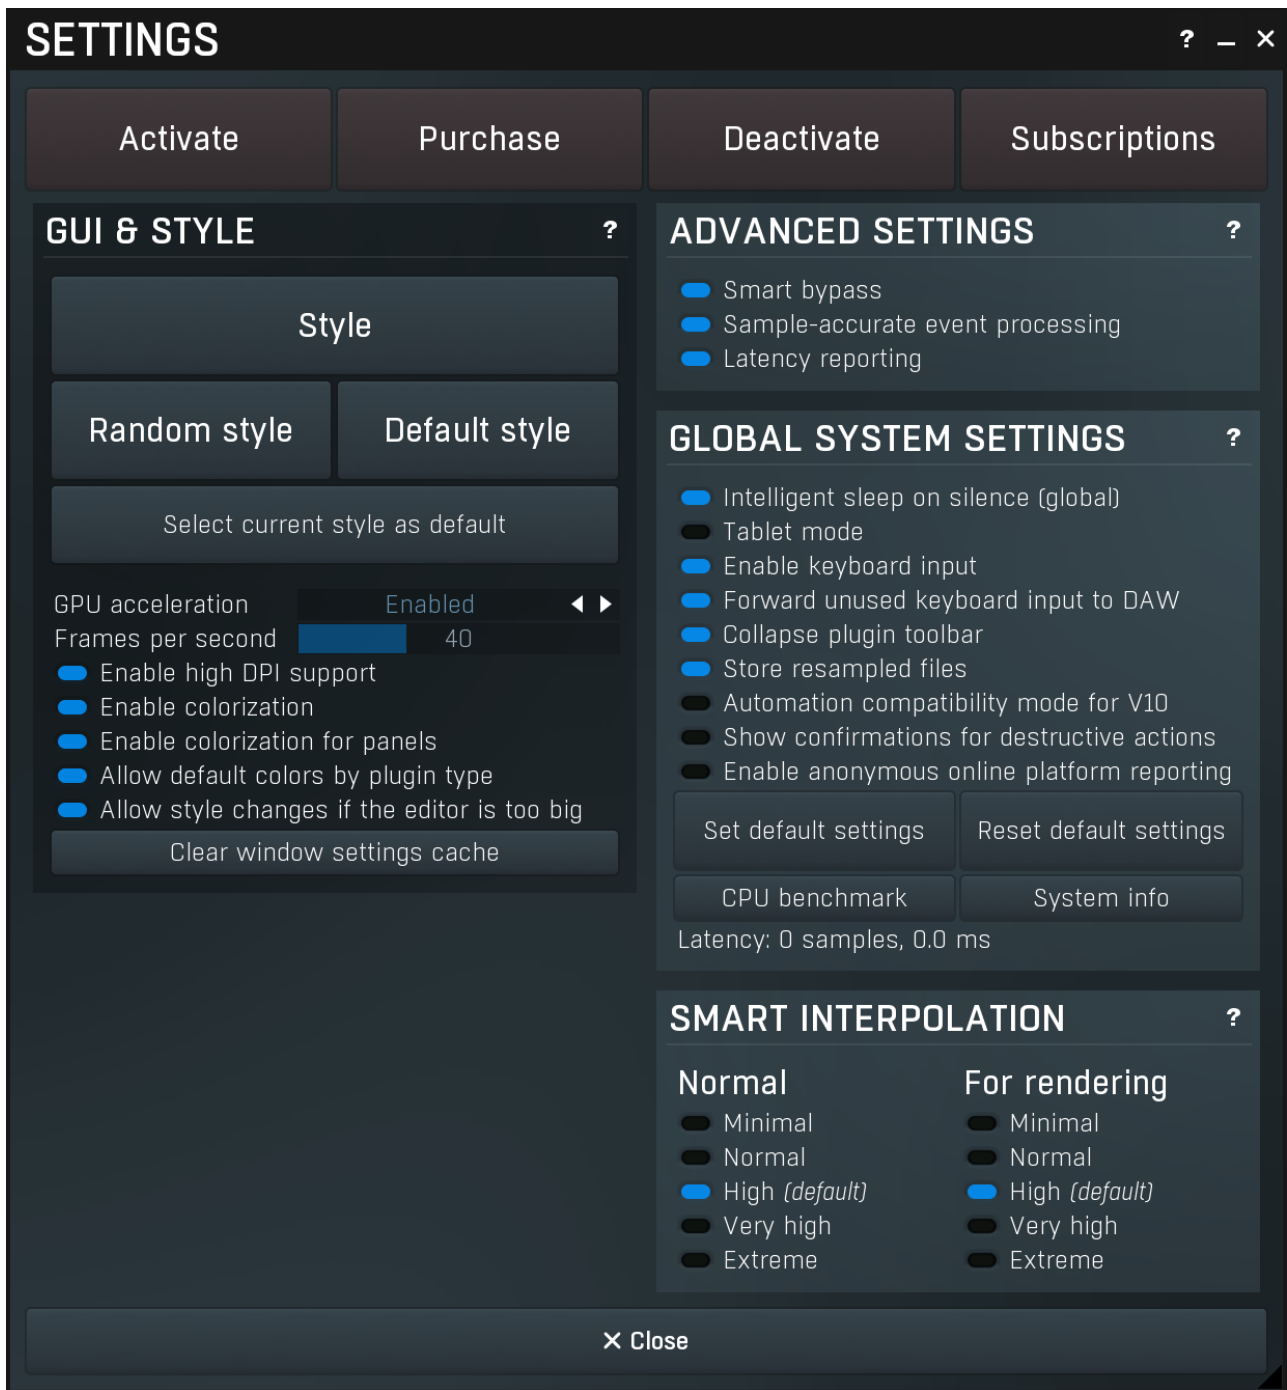 SETTINGS
? _ ×
Activate Purchase Deactivate Subscriptions
GUI & STYLE ?
Style
Random style Default style
Select current style as default
GPU acceleration Enabled
Frames per second 40
Enable high DPI support
Enable colorization
Enable colorization for panels
Allow default colors by plugin type
Allow style changes if the editor is too big
Clear window settings cache
ADVANCED SETTINGS ?
Smart bypass
Sample-accurate event processing
Latency reporting
GLOBAL SYSTEM SETTINGS ?
Intelligent sleep on silence (global)
Tablet mode
Enable keyboard input
Forward unused keyboard input to DAW
Collapse plugin toolbar
Store resampled files
Automation compatibility mode for V10
Show confirmations for destructive actions
Enable anonymous online platform reporting
Set default settings Reset default settings
CPU benchmark System info
Latency: 0 samples, 0.0 ms
SMART INTERPOLATION ?
Normal
Minimal
Normal
High (default)
Very high
Extreme
For rendering
Minimal
Normal
High (default)
Very high
Extreme
× Close